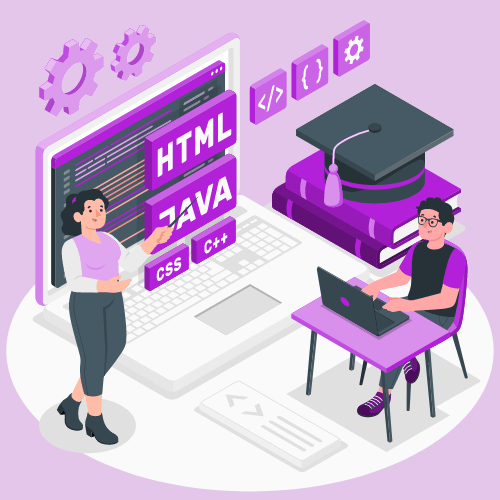 </>
{ }
HTML
JAVA
CSS
C++
< >